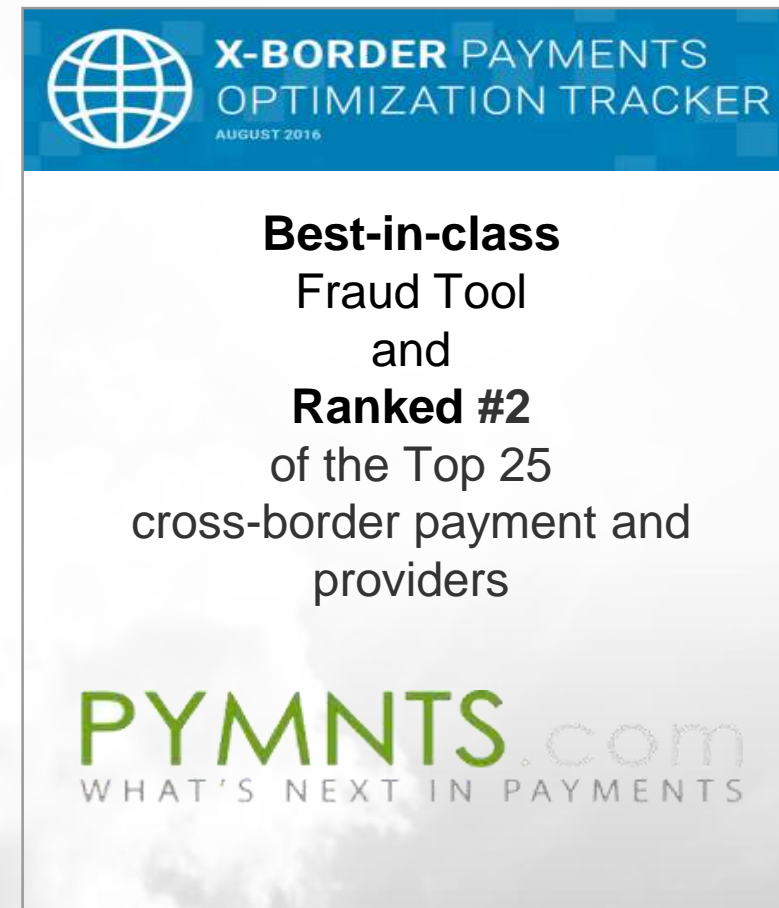 X-BORDER PAYMENTS
OPTIMIZATION TRACKER
AUGUST 2016
Best-in-class
Fraud Tool
and
Ranked #2
of the Top 25
cross-border payment and
providers
PYMNTS.com
WHAT'S NEXT IN PAYMENTS